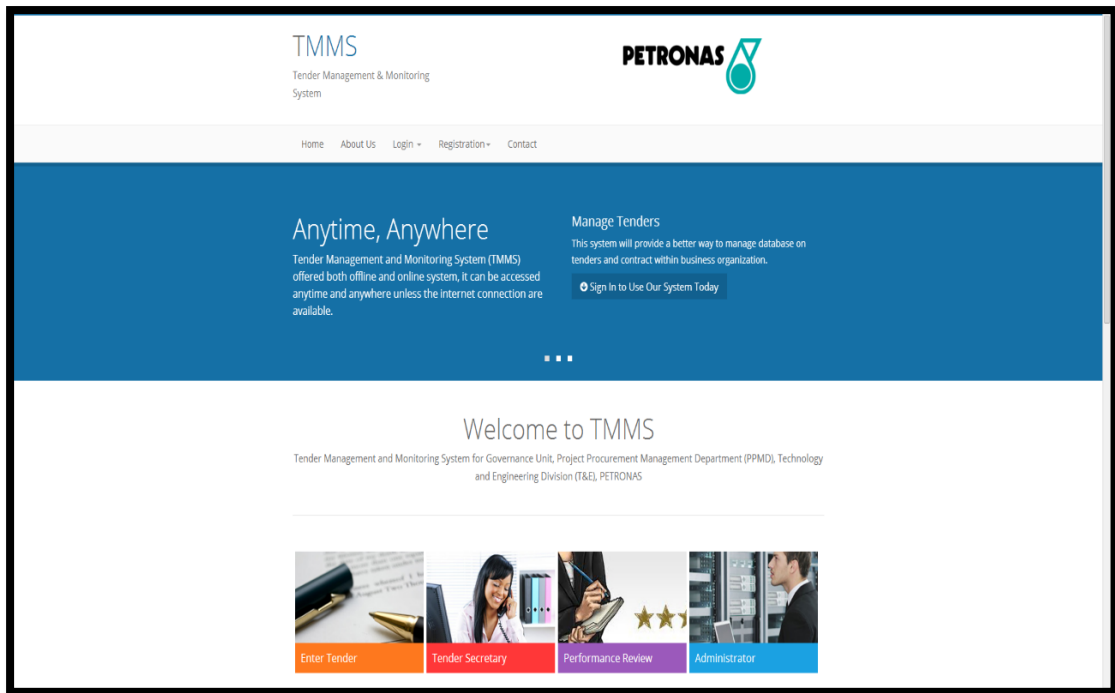 TMMS
Tender Management & Monitoring
System
PETRONAS
Home About Us Login Registration Contact
Anytime, Anywhere
Tender Management and Monitoring System (TMMS)
offered both offline and online system, it can be accessed
anytime and anywhere unless the internet connection are
available.
Manage Tenders
This system will provide a better way to manage database on
tenders and contract within business organization.
Sign In to Use Our System Today
Welcome to TMMS
Tender Management and Monitoring System for Governance Unit, Project Procurement Management Department (PPMD), Technology
and Engineering Division (T&E), PETRONAS
Enter Tender
Tender Secretary
Performance Review
Administrator